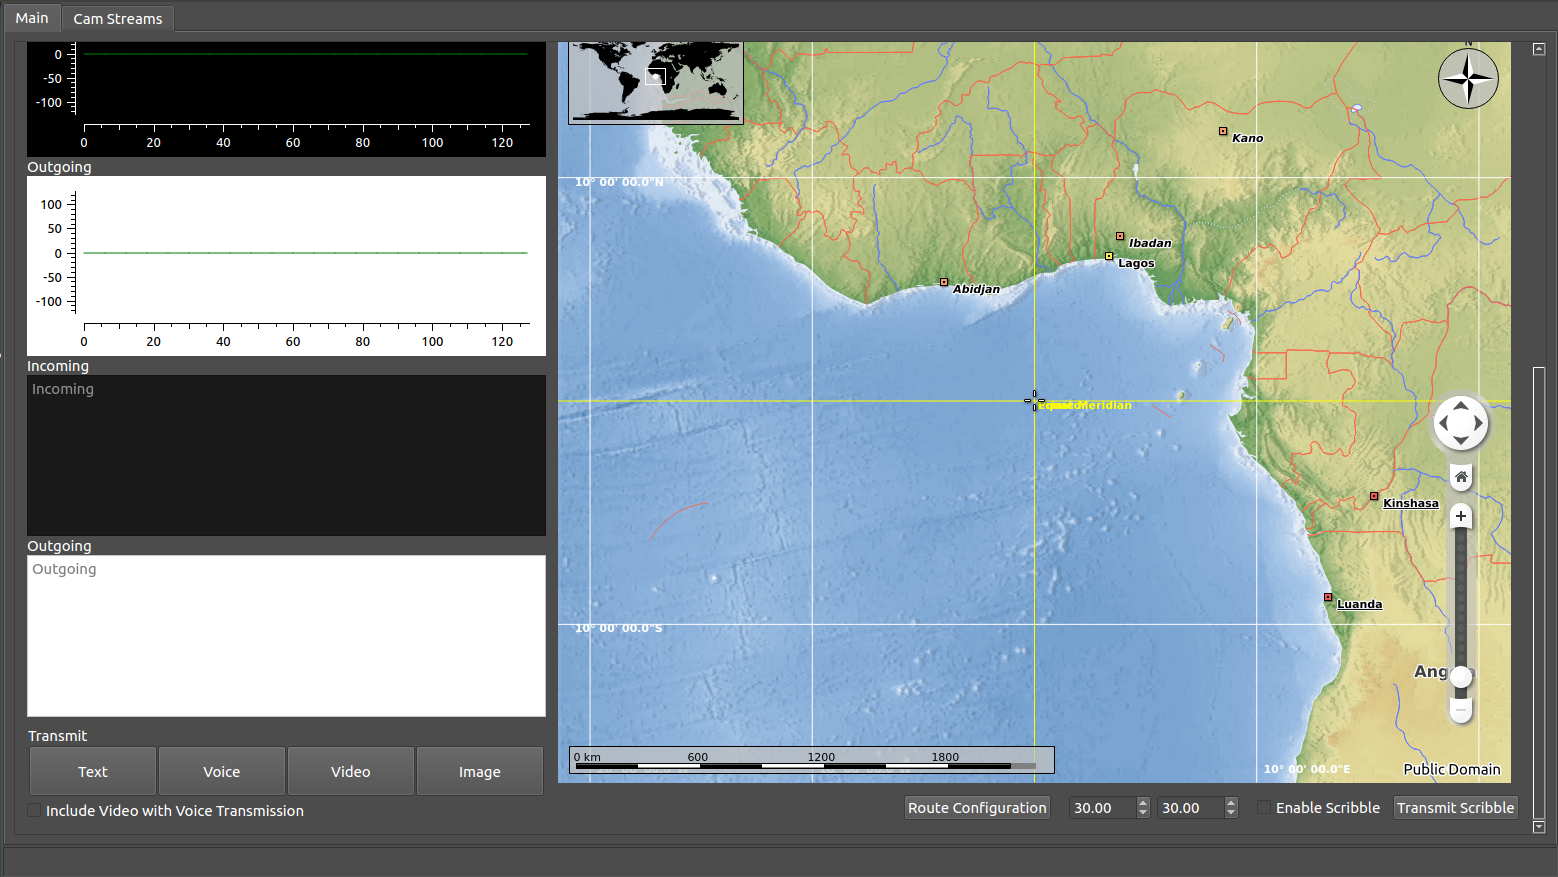 Main
Cam Streams
0
-50
-100
0 20 40 60 80 100 120
Outgoing
100
50
0
-50
-100
0 20 40 60 80 100 120
Incoming
Incoming
Outgoing
Outgoing
Transmit
Text
Voice
Video
Image
Include Video with Voice Transmission
N
Kano
10° 00' 00.0"N
Ibadan
Lagos
Abidjan
Meridian
Kinshasa
Luanda
10° 00' 00.0"S
0 km 600 1200 1800
10° 00' 00.0"E
Public Domain
Route Configuration
30.00
30.00
Enable Scribble
Transmit Scribble